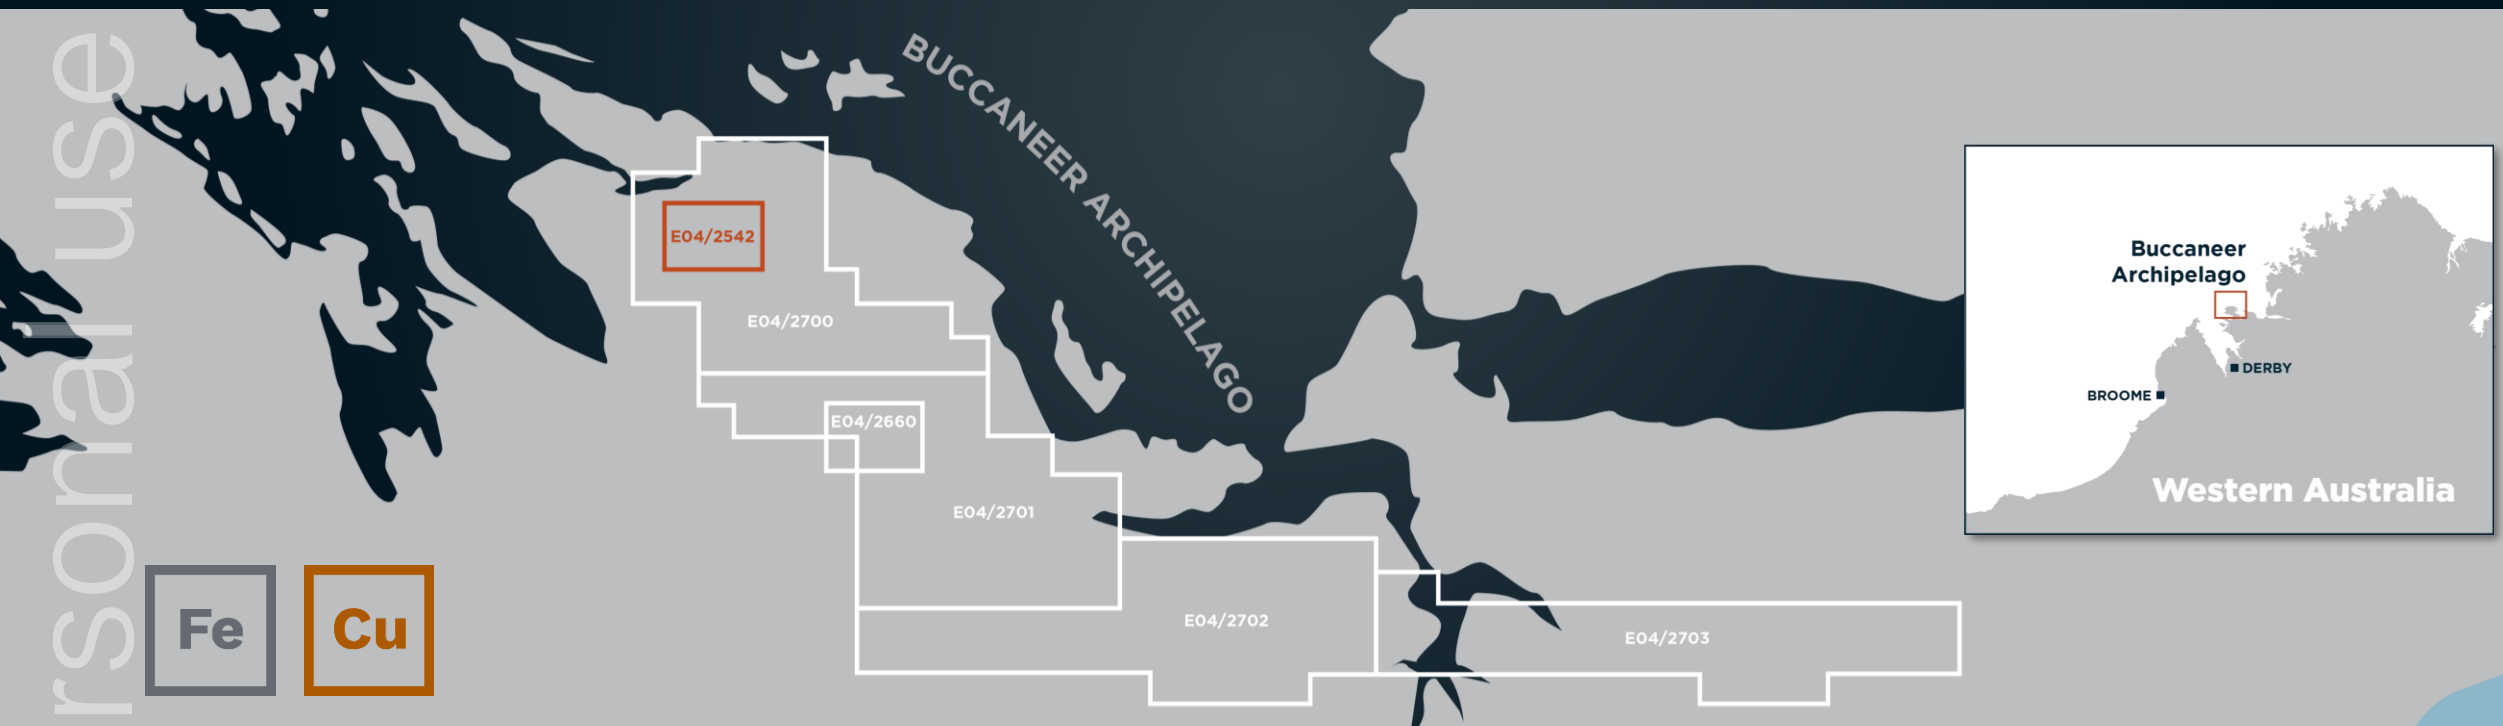 rsonal use
BUCCANEER ARCHIPELAGO
E04/2542
E04/2700
E04/2660
E04/2701
E04/2702
E04/2703
Fe
Cu
Buccaneer
Archipelago
DERBY
BROOME
Western Australia